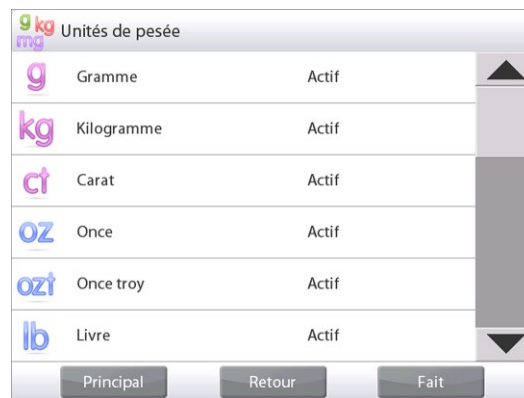 g kg mg Unités de pesée
g Gramme Actif
kg Kilogramme Actif
ct Carat Actif
oz Once Actif
ozt Once troy Actif
lb Livre Actif
Principal Retour Fait